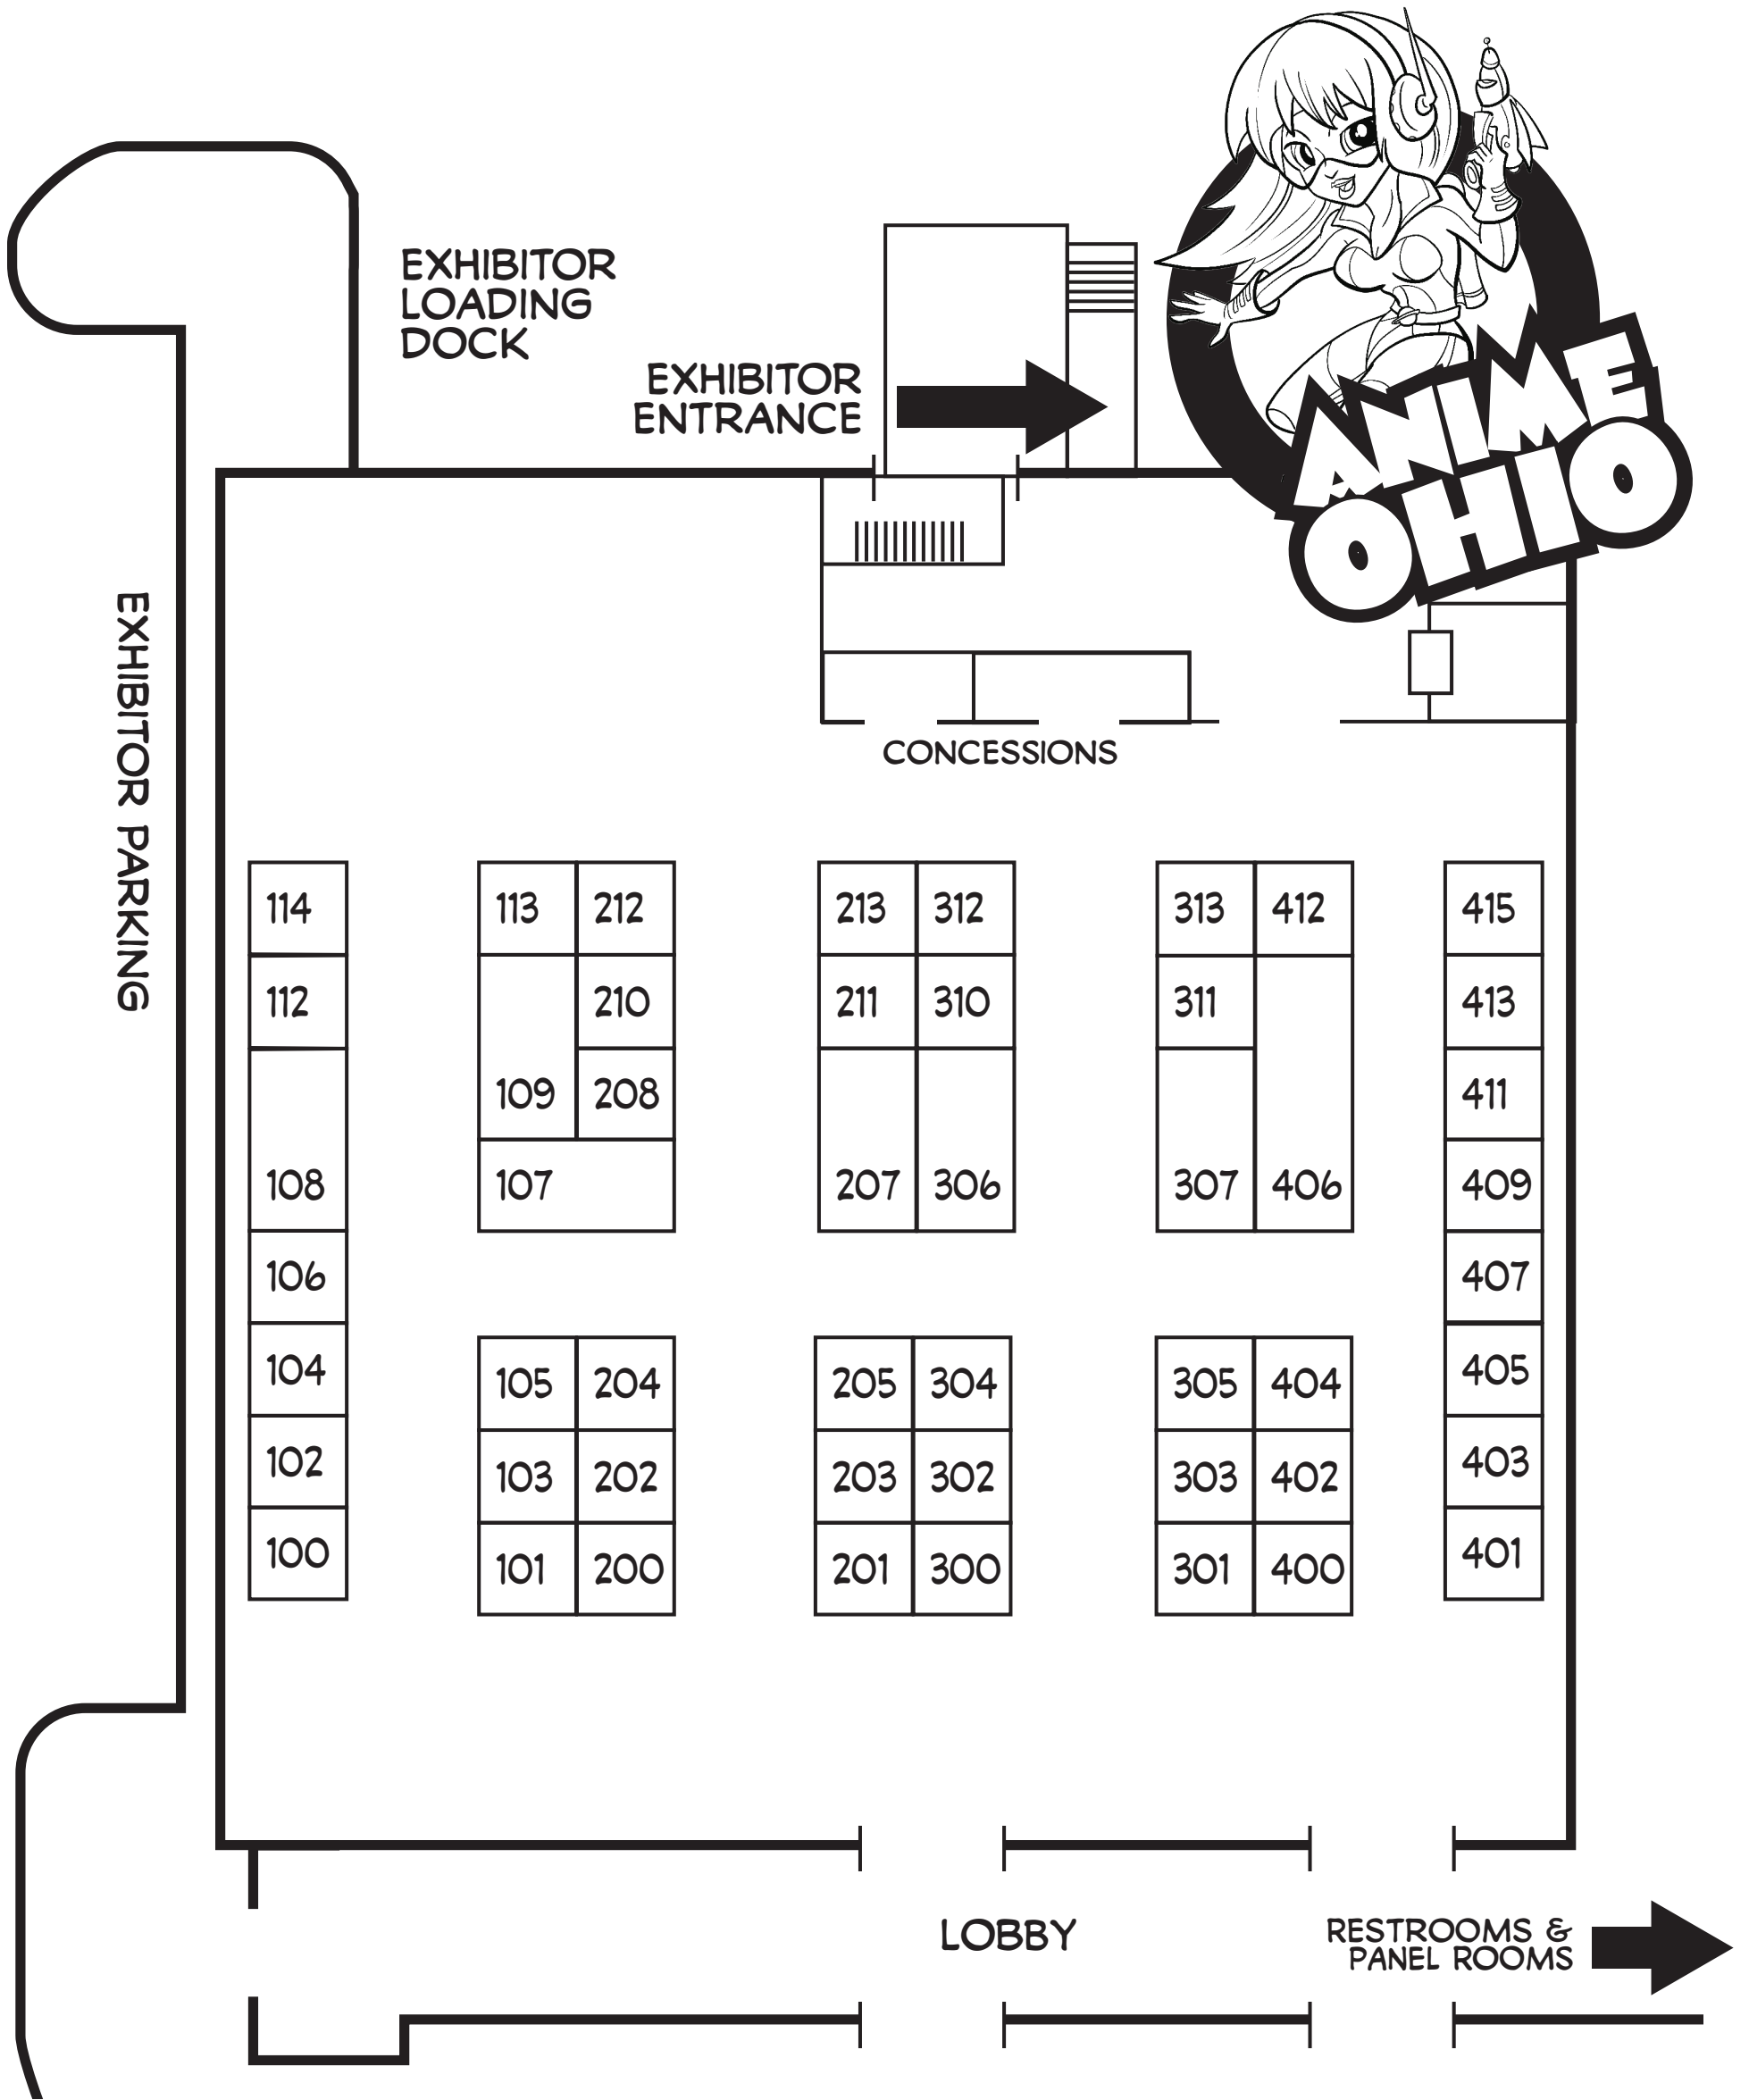 ANIME
OHIO
EXHIBITOR
LOADING
DOCK
EXHIBITOR
ENTRANCE
EXHIBITOR PARKING
CONCESSIONS
114
112
108
106
104
102
100
113 212
210
109 208
107
105 204
103 202
101 200
213 312
211 310
207 306
205 304
203 302
201 300
313 412
311
307 406
305 404
303 402
301 400
415
413
411
409
407
405
403
401
LOBBY
RESTROOMS &
PANEL ROOMS